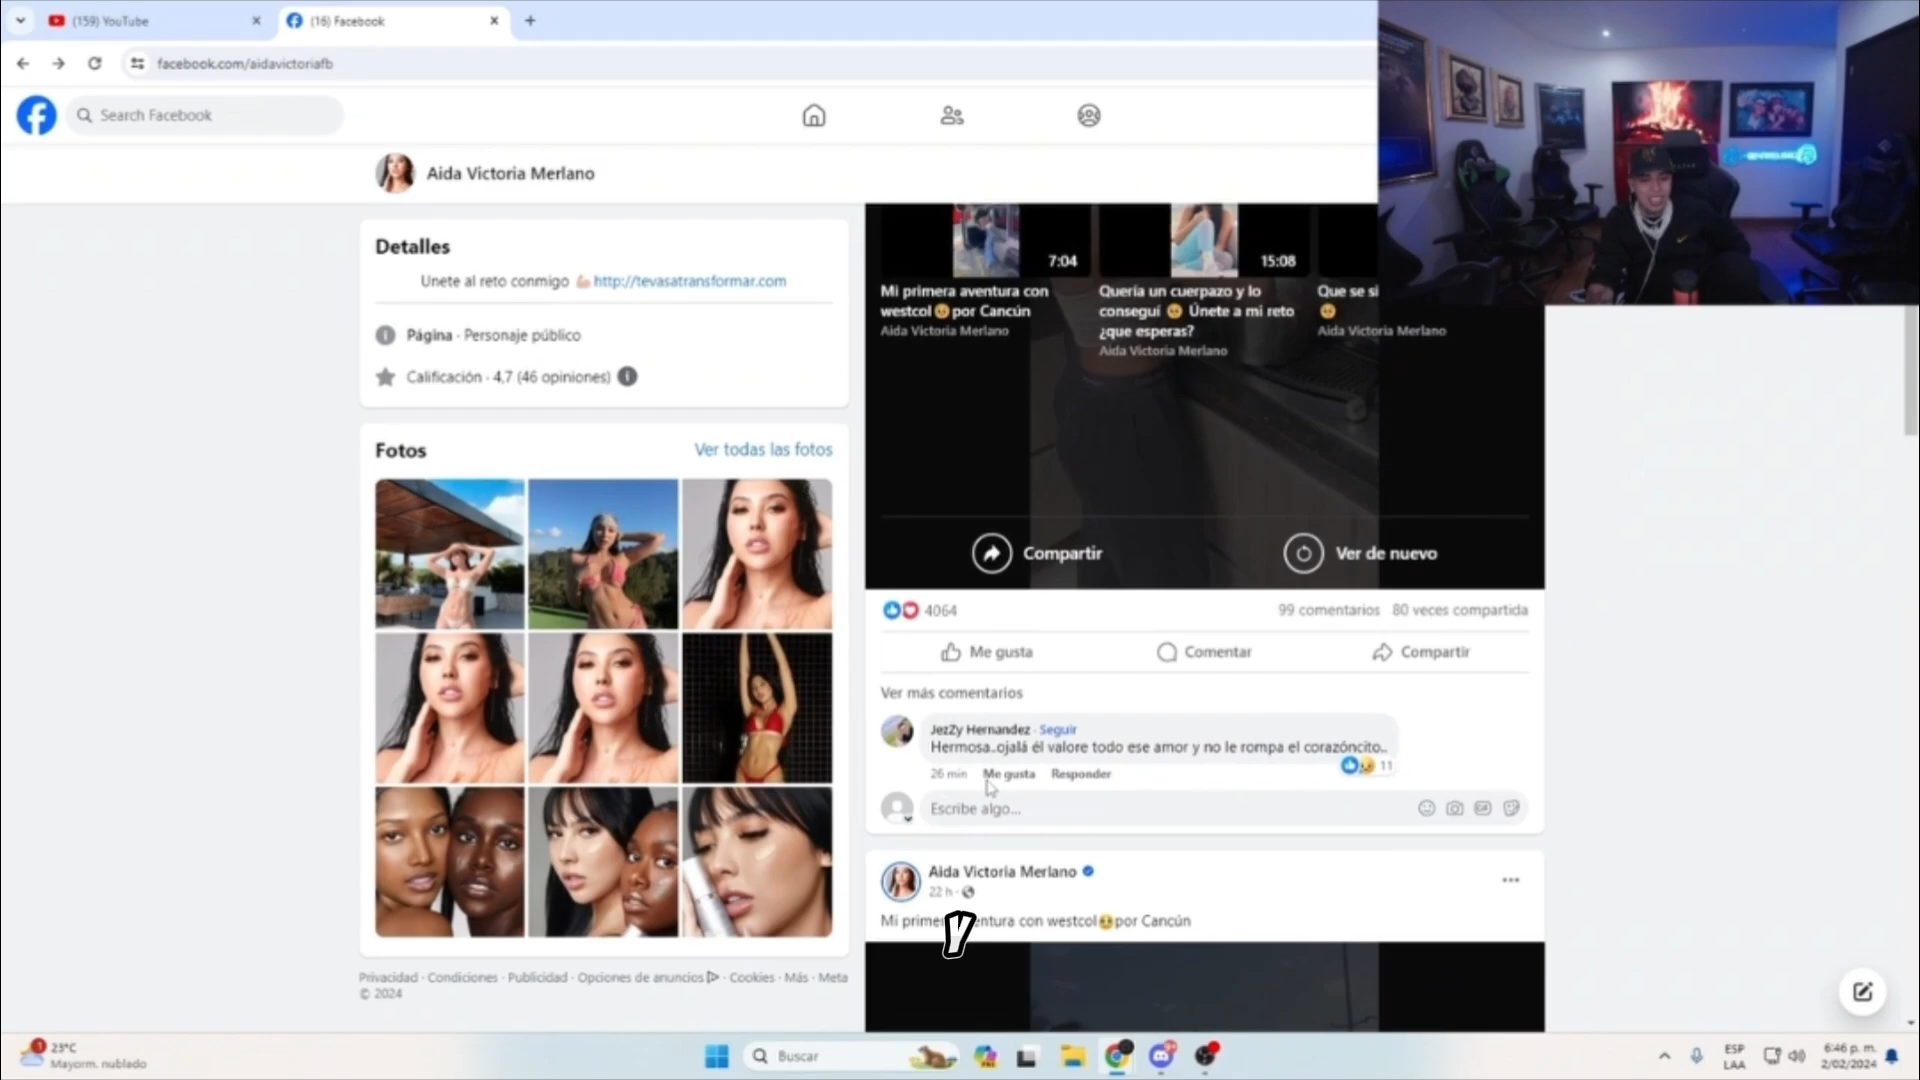 (159) YouTube
(16) Facebook
facebook.com/aidavictoriafb
Search Facebook
Aida Victoria Merlano
Detalles
Unete al reto conmigo 💪🏼 http://tevasatransformar.com
Página · Personaje público
Calificación · 4,7 (46 opiniones)
Fotos
Ver todas las fotos
Privacidad · Condiciones · Publicidad · Opciones de anuncios · Cookies · Más · Meta
© 2024
7:04
Mi primera aventura con
westcol🥹por Cancún
Aida Victoria Merlano
15:08
Quería un cuerpazo y lo
conseguí 🥹 Únete a mi reto
¿que esperas?
Aida Victoria Merlano
Que se si
🥹
Aida Victoria Merlano
Compartir
Ver de nuevo
4064
99 comentarios 80 veces compartida
Me gusta
Comentar
Compartir
Ver más comentarios
JezZy Hernandez · Seguir
Hermosa..ojalá él valore todo ese amor y no le rompa el corazóncito..
11
26 min Me gusta Responder
Escribe algo...
Aida Victoria Merlano
22 h ·
Mi primer entura con westcol🥹por Cancún
y
23°C
Mayorm. nublado
Buscar
ESP
LAA
6:46 p. m.
2/02/2024